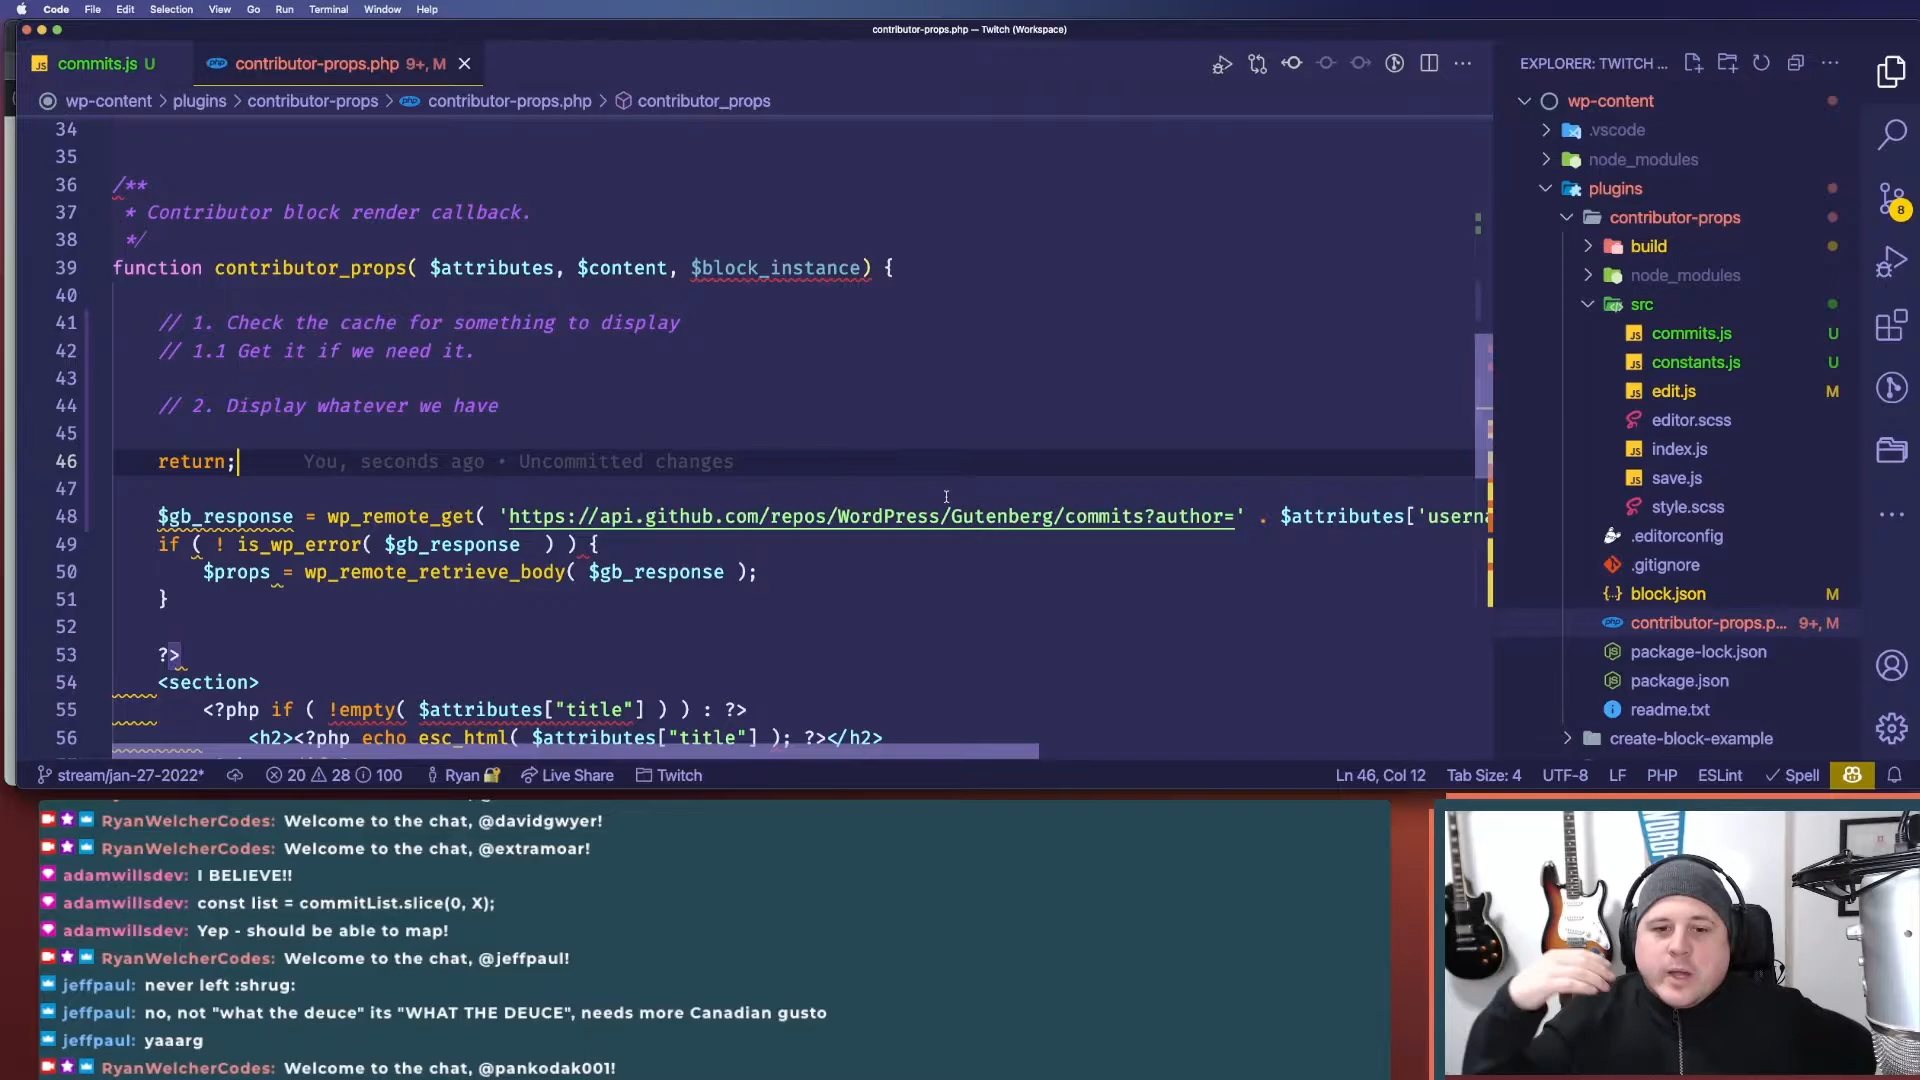 Code File Edit Selection View Go Run Terminal Window Help
contributor-props.php — Twitch (Workspace)
commits.js U
contributor-props.php 9+, M
EXPLORER: TWITCH ...
wp-content > plugins > contributor-props > contributor-props.php > contributor_props
34
35
36 /**
37 * Contributor block render callback.
38 */
39 function contributor_props( $attributes, $content, $block_instance) {
40
41 // 1. Check the cache for something to display
42 // 1.1 Get it if we need it.
43
44 // 2. Display whatever we have
45
46 return; You, seconds ago • Uncommitted changes
47
48 $gb_response = wp_remote_get( 'https://api.github.com/repos/WordPress/Gutenberg/commits?author=' . $attributes['userna
49 if ( ! is_wp_error( $gb_response ) ) {
50 $props = wp_remote_retrieve_body( $gb_response );
51 }
52
53 ?>
54 <section>
55 <?php if ( !empty( $attributes["title"] ) ) : ?>
56 <h2><?php echo esc_html( $attributes["title"] ); ?></h2>
wp-content
.vscode
node_modules
plugins
contributor-props
build
node_modules
src
commits.js U
constants.js U
edit.js M
editor.scss
index.js
save.js
style.scss
.editorconfig
.gitignore
block.json M
contributor-props.p... 9+, M
package-lock.json
package.json
readme.txt
create-block-example
8
stream/jan-27-2022* 20 28 100 Ryan Live Share Twitch
Ln 46, Col 12 Tab Size: 4 UTF-8 LF PHP ESLint Spell
RyanWelcherCodes: Welcome to the chat, @davidgwyer!
RyanWelcherCodes: Welcome to the chat, @extramoar!
adamwillsdev: I BELIEVE!!
adamwillsdev: const list = commitList.slice(0, X);
adamwillsdev: Yep - should be able to map!
RyanWelcherCodes: Welcome to the chat, @jeffpaul!
jeffpaul: never left :shrug:
jeffpaul: no, not "what the deuce" its "WHAT THE DEUCE", needs more Canadian gusto
jeffpaul: yaaarg
RyanWelcherCodes: Welcome to the chat, @pankodak001!